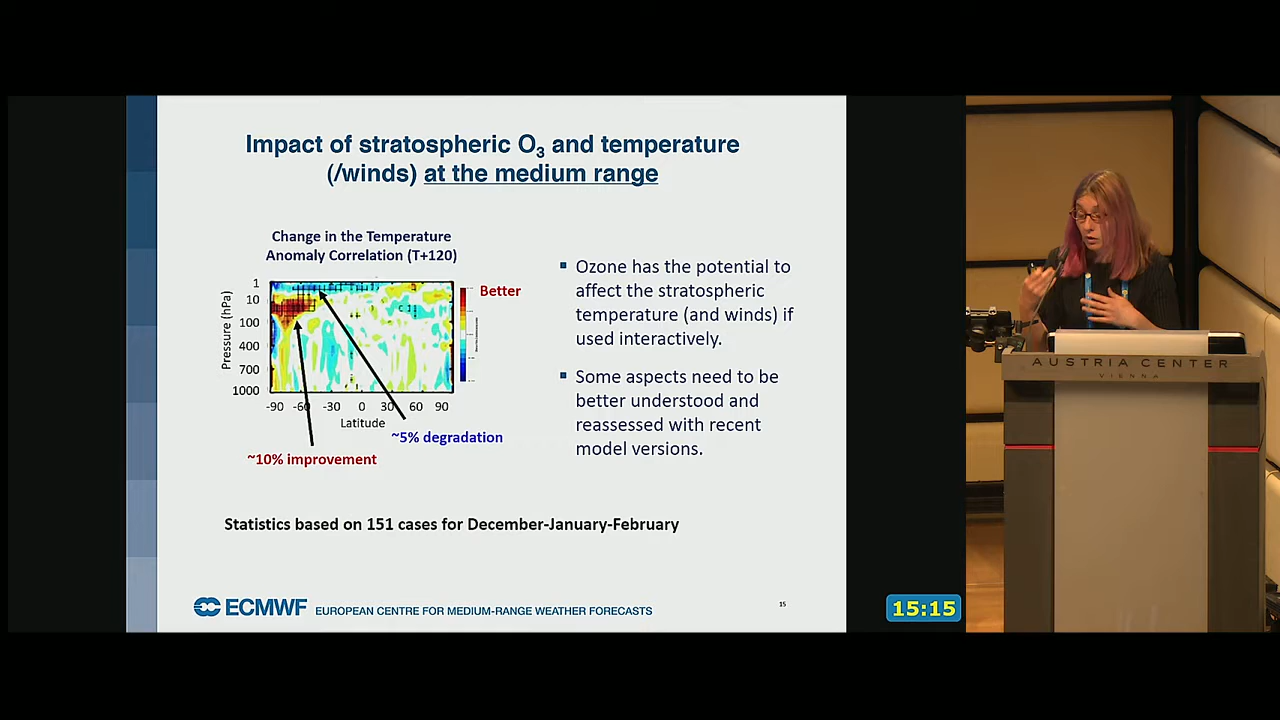 Impact of stratospheric O3 and temperature
(/winds) at the medium range
Change in the Temperature
Anomaly Correlation (T+120)
Better
Pressure (hPa)
1
10
100
400
700
1000
-90 -60 -30 0 30 60 90
Latitude
~5% degradation
~10% improvement
▪ Ozone has the potential to
affect the stratospheric
temperature (and winds) if
used interactively.
▪ Some aspects need to be
better understood and
reassessed with recent
model versions.
Statistics based on 151 cases for December-January-February
ECMWF EUROPEAN CENTRE FOR MEDIUM-RANGE WEATHER FORECASTS
15
15:15
AUSTRIA CENTER
VIENNA